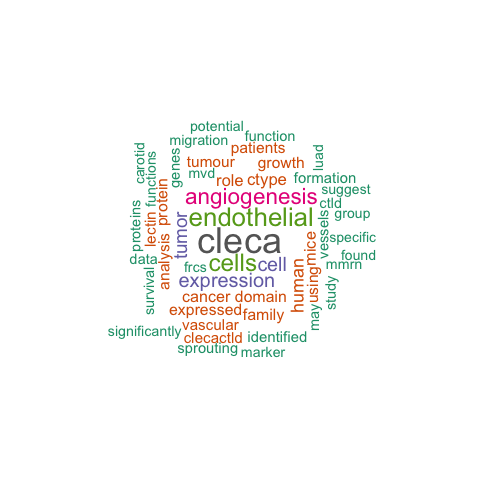 potential
migration function
carotid
functions
genes
patients
luad
tumour growth
mvd
role ctype formation
suggest
protein
angiogenesis ctld
group
proteins
lectin
tumor
endothelial
vessels
specific
cleca
analysis
data
frcs cells cell
human
mice
found
mmrn
survival
expression
using
study
cancer domain
expressed family
may
significantly vascular
clecactld identified
sprouting marker